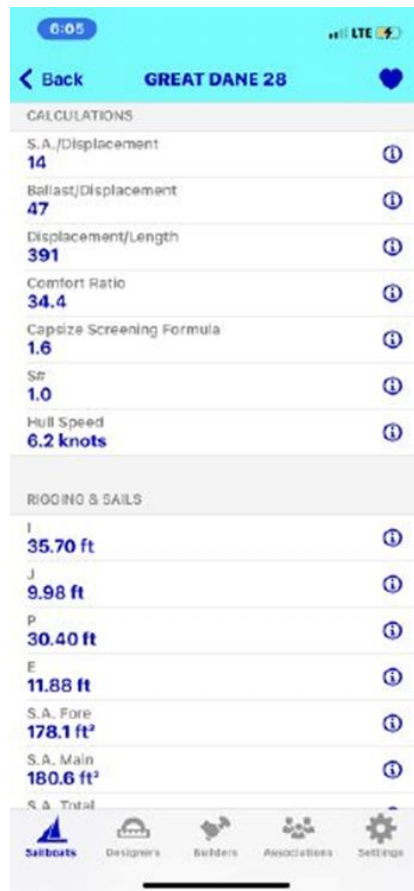 6:05
LTE
Back
GREAT DANE 28
CALCULATIONS
S.A./Displacement
14
Ballast/Displacement
47
Displacement/Length
391
Comfort Ratio
34.4
Capsize Screening Formula
1.6
S#
1.0
Hull Speed
6.2 knots
RIGGING & SAILS
I
35.70 ft
J
9.98 ft
P
30.40 ft
E
11.88 ft
S.A. Fore
178.1 ft²
S.A. Main
180.6 ft²
S.A. Total
Sailboats
Designers
Builders
Associations
Settings